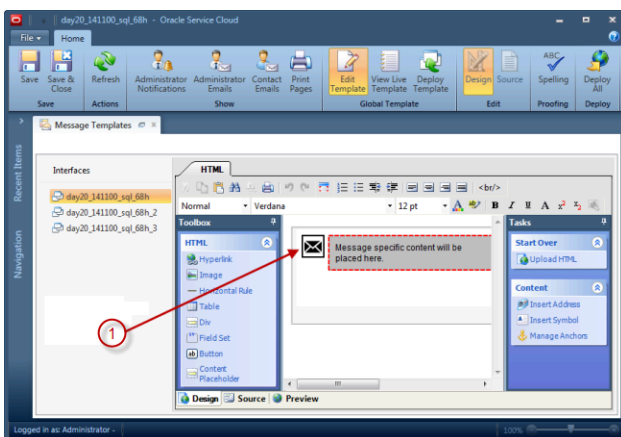 day20_141100_sql_68h - Oracle Service Cloud
File Home
Save Save & Close Refresh Administrator Notifications Administrator Emails Contact Emails Print Pages Edit Template View Live Template Deploy Template Design Source ABC Spelling Deploy All
Save Actions Show Global Template Edit Proofing Deploy
Message Templates
Recent Items
Navigation
Interfaces
day20_141100_sql_68h
day20_141100_sql_68h_2
day20_141100_sql_68h_3
HTML
<br/>
Normal Verdana 12 pt A B I U A x² x₂
Toolbox
HTML
Hyperlink
Image
Horizontal Rule
Table
Div
Field Set
ab Button
Content
Placeholder
Message specific content will be
placed here.
Tasks
Start Over
Upload HTML
Content
Insert Address
Insert Symbol
Manage Anchors
1
Design Source Preview
Logged in as: Administrator -
100%